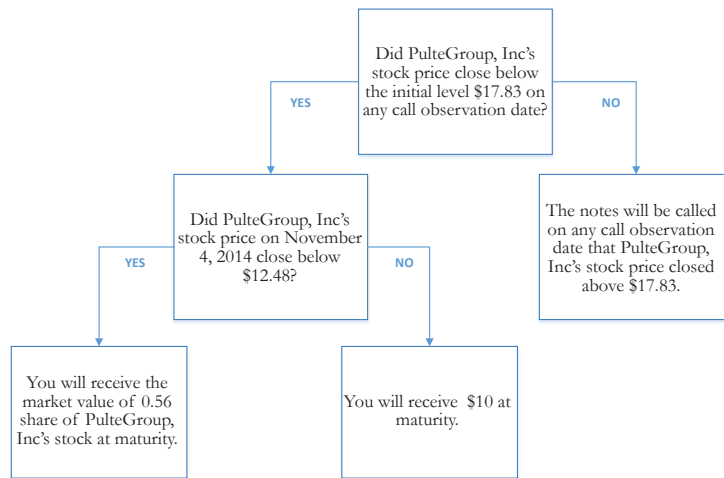 Did PulteGroup, Inc's
stock price close below
the initial level $17.83 on
any call observation date?
YES
NO
Did PulteGroup, Inc's
stock price on November
4, 2014 close below
$12.48?
The notes will be called
on any call observation
date that PulteGroup,
Inc's stock price closed
above $17.83.
YES
NO
You will receive the
market value of 0.56
share of PulteGroup,
Inc's stock at maturity.
You will receive $10 at
maturity.